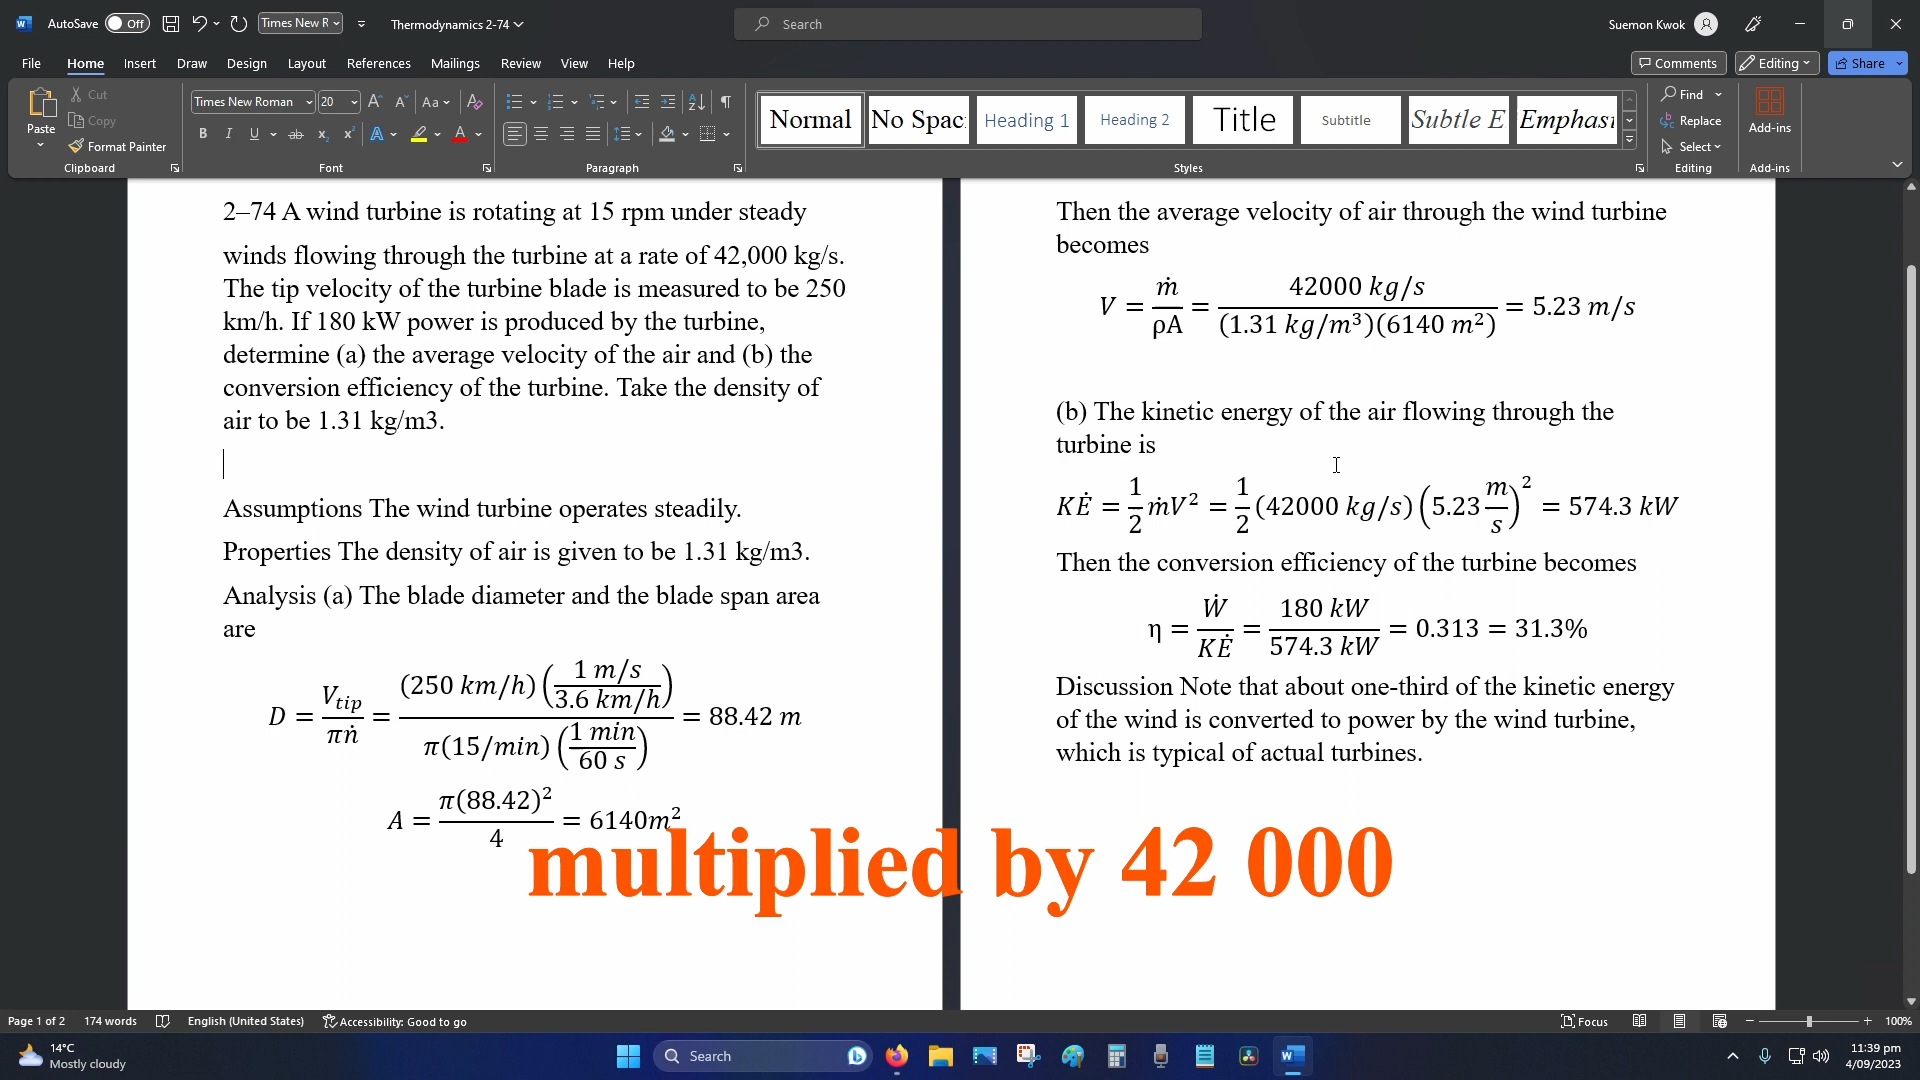 AutoSave Off Times New R Thermodynamics 2-74 Search Suemon Kwok
File Home Insert Draw Design Layout References Mailings Review View Help Comments Editing Share
Paste Cut Copy Format Painter
Times New Roman 20
Normal No Spac Heading 1 Heading 2 Title Subtitle Subtle E Emphasi
Find Replace Select Add-ins
Clipboard Font Paragraph Styles Editing Add-ins
2–74 A wind turbine is rotating at 15 rpm under steady
winds flowing through the turbine at a rate of 42,000 kg/s.
The tip velocity of the turbine blade is measured to be 250
km/h. If 180 kW power is produced by the turbine,
determine (a) the average velocity of the air and (b) the
conversion efficiency of the turbine. Take the density of
air to be 1.31 kg/m3.
Assumptions The wind turbine operates steadily.
Properties The density of air is given to be 1.31 kg/m3.
Analysis (a) The blade diameter and the blade span area
are
D = V_tip / πṅ = (250 km/h) (1 m/s / 3.6 km/h) / π(15/min) (1 min / 60 s) = 88.42 m
A = π(88.42)² / 4 = 6140m²
Then the average velocity of air through the wind turbine
becomes
V = ṁ / ρA = 42000 kg/s / (1.31 kg/m³)(6140 m²) = 5.23 m/s
(b) The kinetic energy of the air flowing through the
turbine is
KĖ = 1/2 ṁV² = 1/2 (42000 kg/s) (5.23 m/s)² = 574.3 kW
Then the conversion efficiency of the turbine becomes
η = Ẇ / KĖ = 180 kW / 574.3 kW = 0.313 = 31.3%
Discussion Note that about one-third of the kinetic energy
of the wind is converted to power by the wind turbine,
which is typical of actual turbines.
multiplied by 42 000
Page 1 of 2 174 words English (United States) Accessibility: Good to go Focus 100%
14°C
Mostly cloudy
Search
11:39 pm
4/09/2023